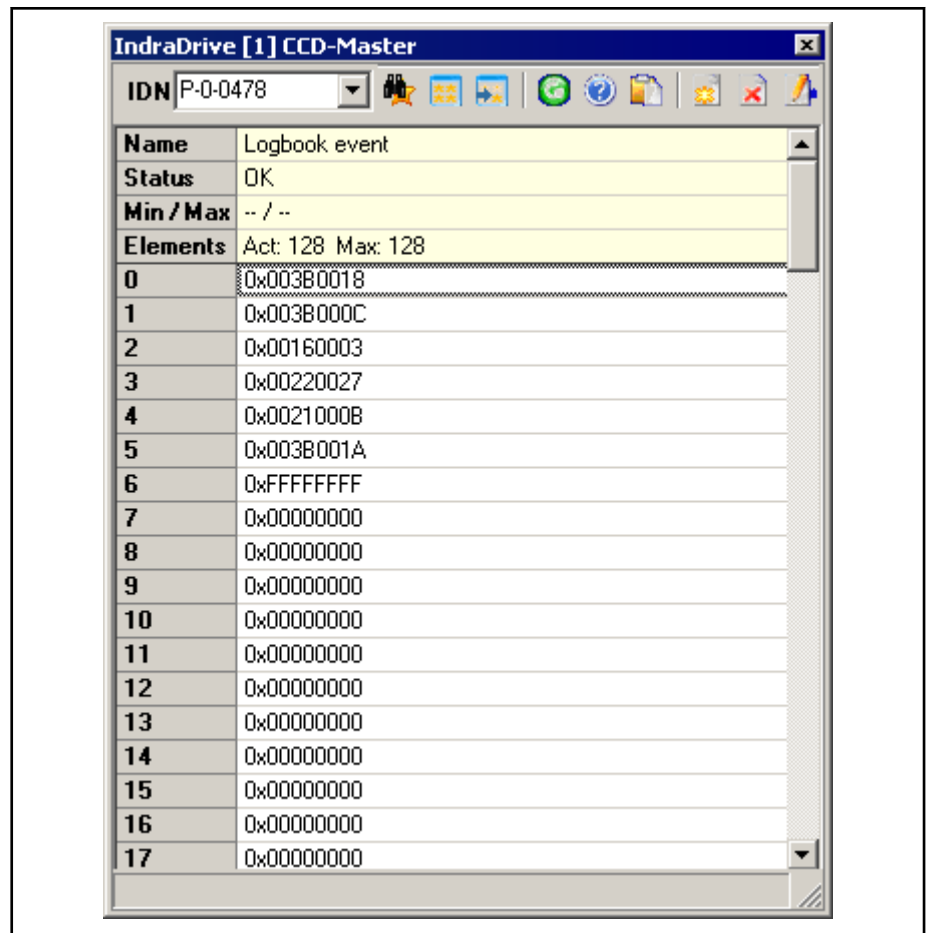 IndraDrive [1] CCD-Master
IDN P-0-0478
Name Logbook event
Status OK
Min / Max -- / --
Elements Act: 128 Max: 128
0 0x003B0018
1 0x003B000C
2 0x00160003
3 0x00220027
4 0x0021000B
5 0x003B001A
6 0xFFFFFFFF
7 0x00000000
8 0x00000000
9 0x00000000
10 0x00000000
11 0x00000000
12 0x00000000
13 0x00000000
14 0x00000000
15 0x00000000
16 0x00000000
17 0x00000000